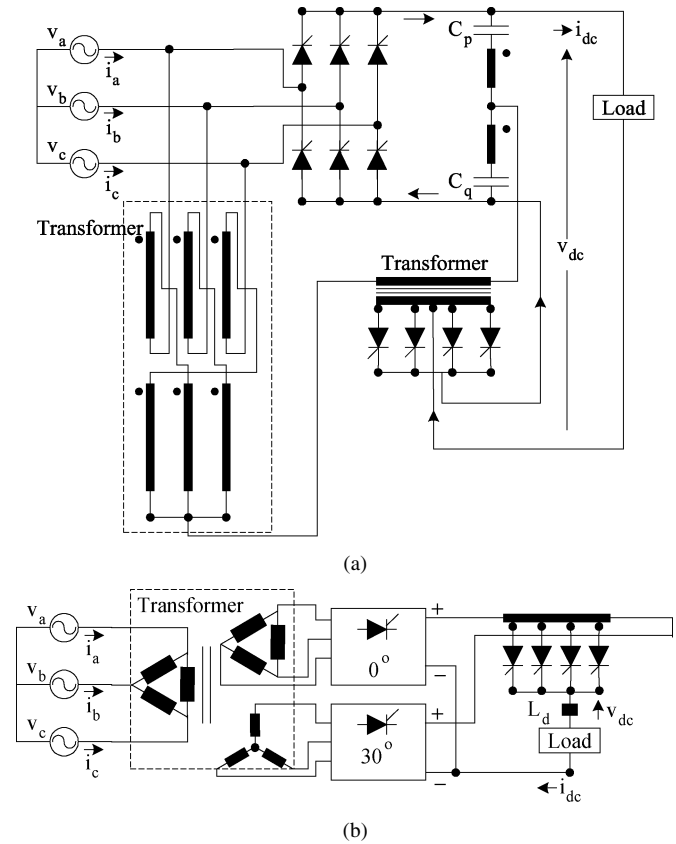 v_a
i_a
v_b
i_b
v_c
i_c
Transformer
C_p
C_q
i_dc
Load
v_dc
Transformer
(a)
Transformer
v_a
i_a
v_b
i_b
v_c
i_c
0°
+
−
30°
+
−
L_d
v_dc
Load
i_dc
(b)